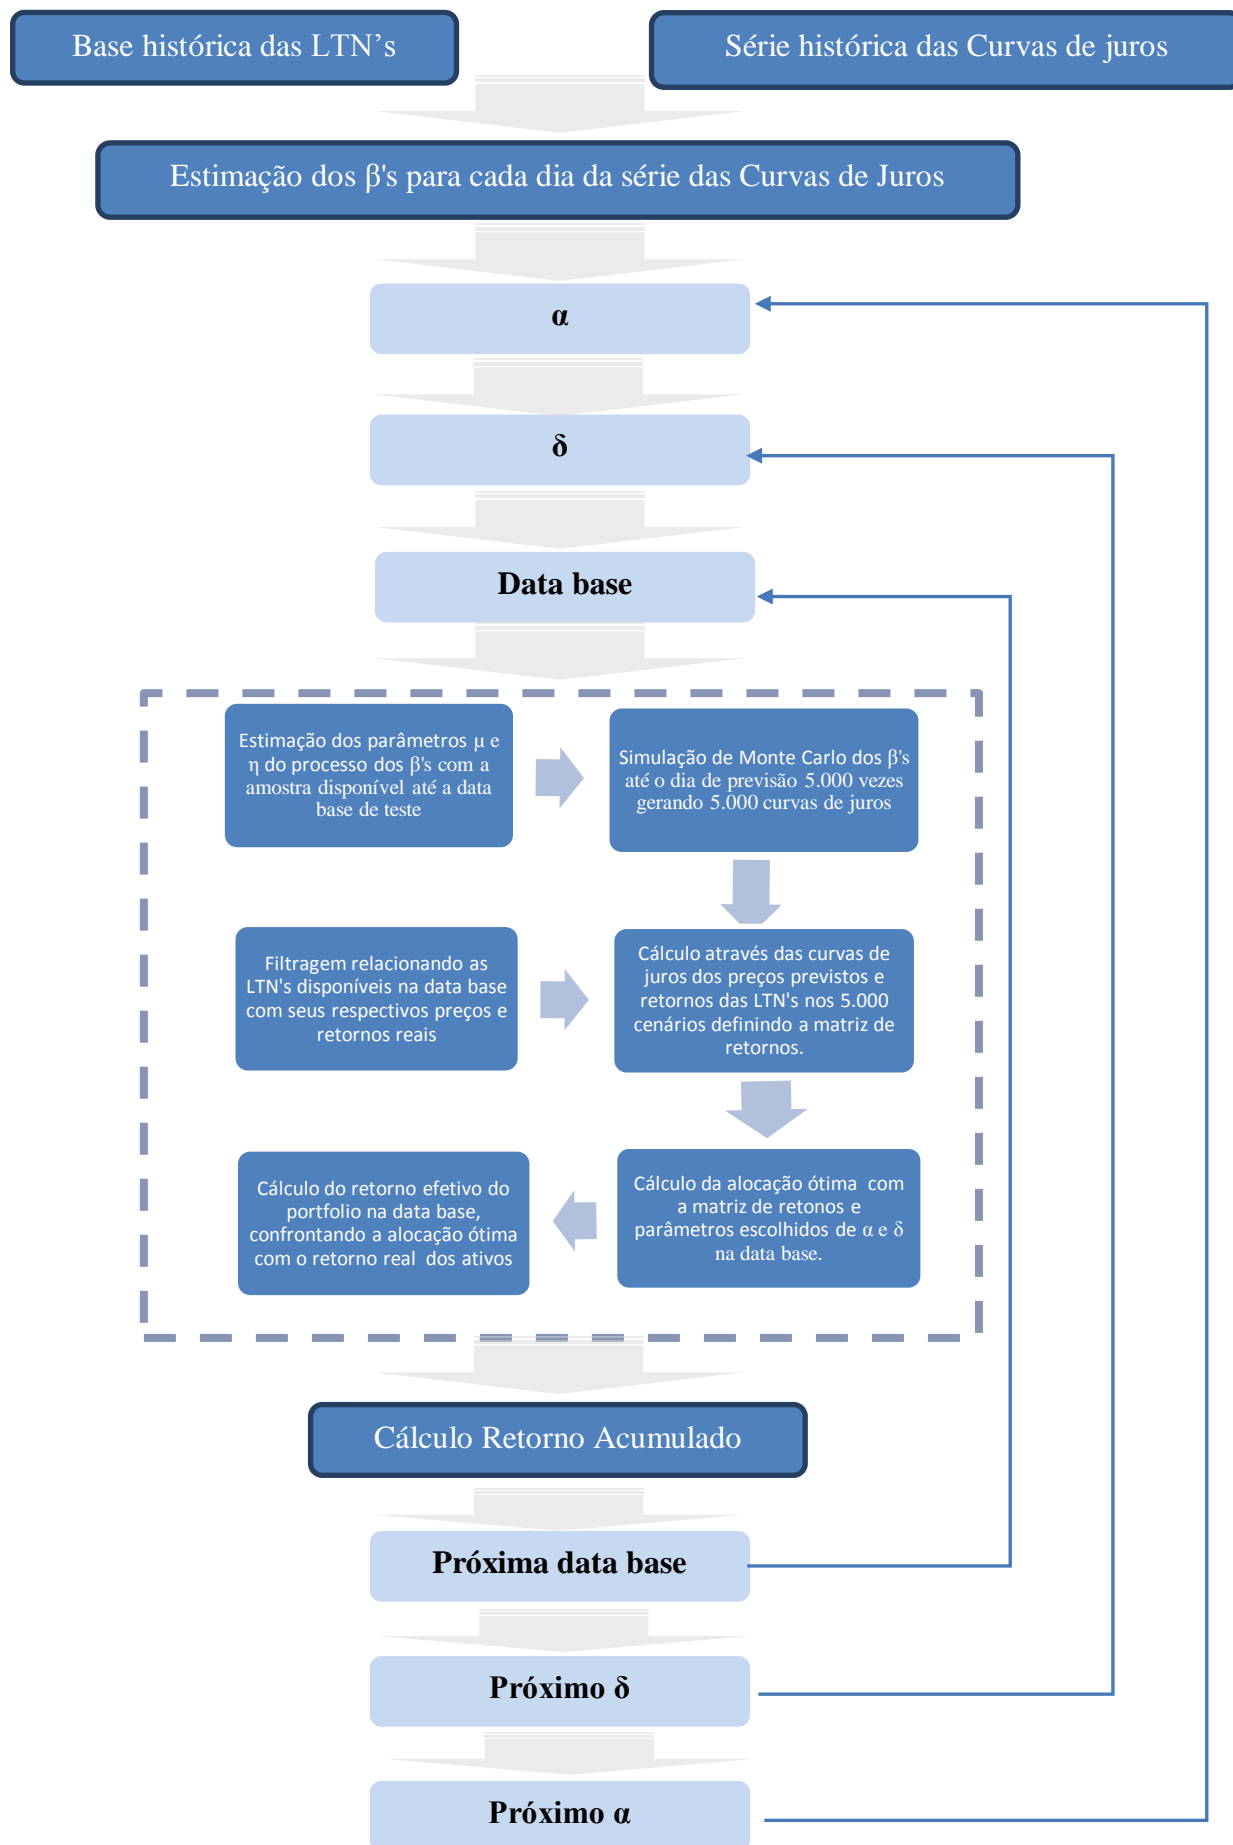 Base histórica das LTN's
Série histórica das Curvas de juros
Estimação dos β's para cada dia da série das Curvas de Juros
α
δ
Data base
Estimação dos parâmetros μ e
η do processo dos β's com a
amostra disponível até a data
base de teste
Simulação de Monte Carlo dos β's
até o dia de previsão 5.000 vezes
gerando 5.000 curvas de juros
Filtragem relacionando as
LTN's disponíveis na data base
com seus respectivos preços e
retornos reais
Cálculo através das curvas de
juros dos preços previstos e
retornos das LTN's nos 5.000
cenários definindo a matriz de
retornos.
Cálculo do retorno efetivo do
portfolio na data base,
confrontando a alocação ótima
com o retorno real dos ativos
Cálculo da alocação ótima com
a matriz de retonos e
parâmetros escolhidos de α e δ
na data base.
Cálculo Retorno Acumulado
Próxima data base
Próximo δ
Próximo α